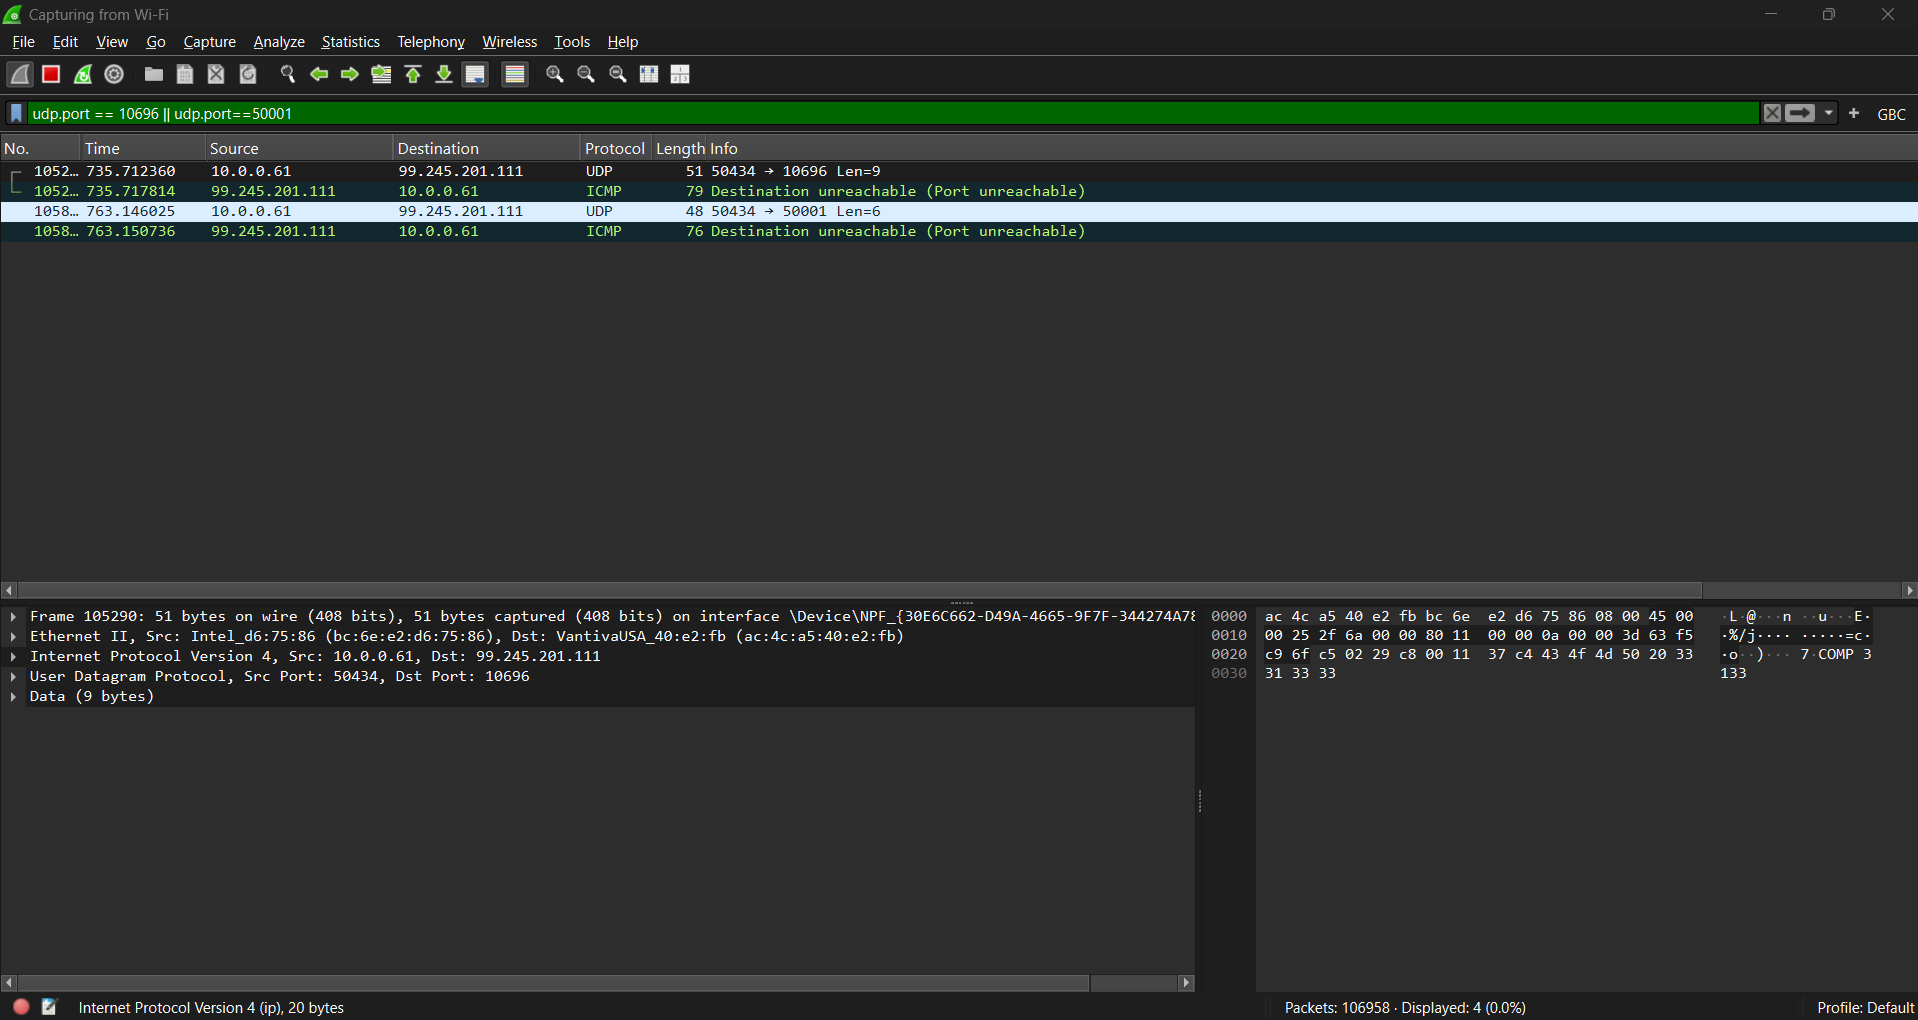 Capturing from Wi-Fi
File Edit View Go Capture Analyze Statistics Telephony Wireless Tools Help
udp.port == 10696 || udp.port==50001
GBC
No. Time Source Destination Protocol Length Info
1052… 735.712360 10.0.0.61 99.245.201.111 UDP 51 50434 → 10696 Len=9
1052… 735.717814 99.245.201.111 10.0.0.61 ICMP 79 Destination unreachable (Port unreachable)
1058… 763.146025 10.0.0.61 99.245.201.111 UDP 48 50434 → 50001 Len=6
1058… 763.150736 99.245.201.111 10.0.0.61 ICMP 76 Destination unreachable (Port unreachable)
Frame 105290: 51 bytes on wire (408 bits), 51 bytes captured (408 bits) on interface \Device\NPF_{30E6C662-D49A-4665-9F7F-344274A78
Ethernet II, Src: Intel_d6:75:86 (bc:6e:e2:d6:75:86), Dst: VantivaUSA_40:e2:fb (ac:4c:a5:40:e2:fb)
Internet Protocol Version 4, Src: 10.0.0.61, Dst: 99.245.201.111
User Datagram Protocol, Src Port: 50434, Dst Port: 10696
Data (9 bytes)
0000 ac 4c a5 40 e2 fb bc 6e e2 d6 75 86 08 00 45 00 ·L·@···n ··u···E·
0010 00 25 2f 6a 00 00 80 11 00 00 0a 00 00 3d 63 f5 ·%/j···· ·····=c·
0020 c9 6f c5 02 29 c8 00 11 37 c4 43 4f 4d 50 20 33 ·o··)··· 7·COMP 3
0030 31 33 33 133
Internet Protocol Version 4 (ip), 20 bytes
Packets: 106958 · Displayed: 4 (0.0%)
Profile: Default